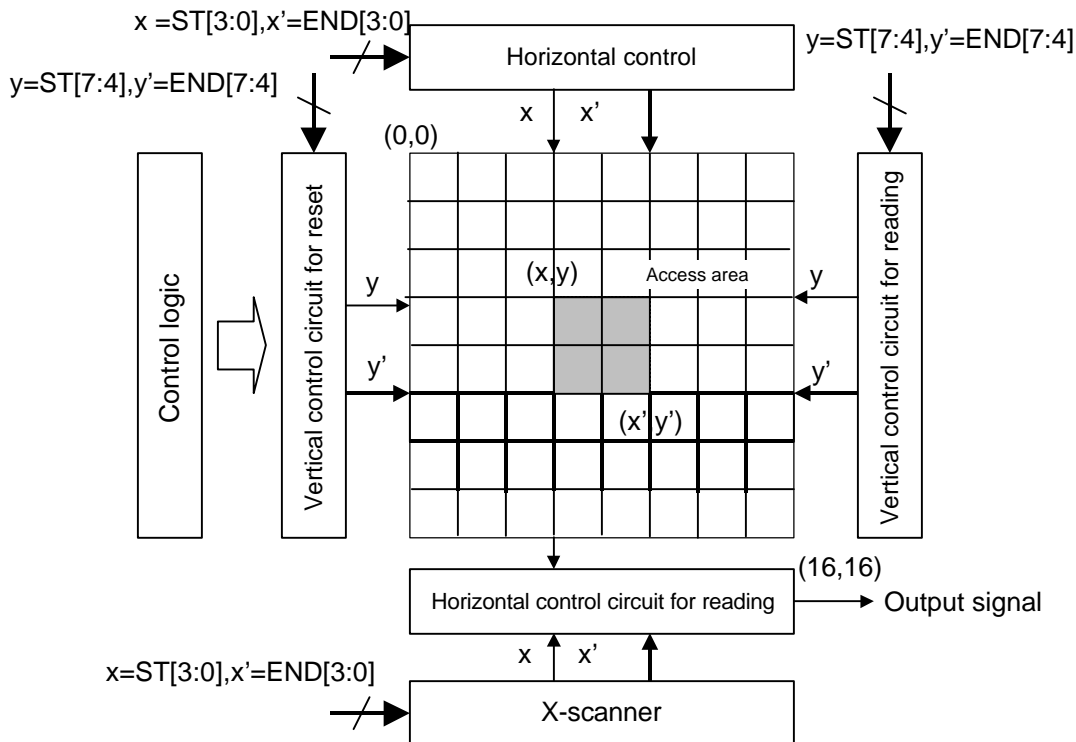 x =ST[3:0],x’=END[3:0]
y=ST[7:4],y’=END[7:4]
Horizontal control
y=ST[7:4],y’=END[7:4]
x
x’
(0,0)
Control logic
Vertical control circuit for reset
Vertical control circuit for reading
(x,y)
Access area
y
y
y’
y’
(x’,y’)
(16,16)
Horizontal control circuit for reading
Output signal
x
x’
x=ST[3:0],x’=END[3:0]
X-scanner